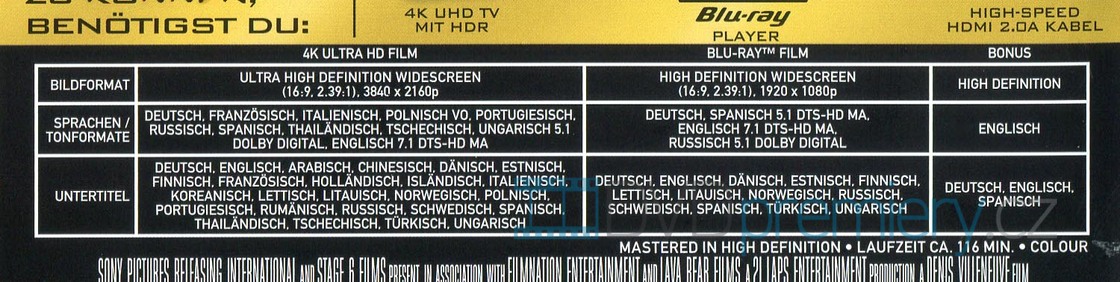 BENÖTIGST DU:
4K UHD TV
MIT HDR
Blu-ray
PLAYER
HIGH-SPEED
HDMI 2.0A KABEL
4K ULTRA HD FILM
BLU-RAY™ FILM
BONUS
BILDFORMAT
ULTRA HIGH DEFINITION WIDESCREEN
(16:9, 2.39:1), 3840 x 2160p
HIGH DEFINITION WIDESCREEN
(16:9, 2.39:1), 1920 x 1080p
HIGH DEFINITION
SPRACHEN /
TONFORMATE
DEUTSCH, FRANZÖSISCH, ITALIENISCH, POLNISCH VO, PORTUGIESISCH,
RUSSISCH, SPANISCH, THAILÄNDISCH, TSCHECHISCH, UNGARISCH 5.1
DOLBY DIGITAL, ENGLISCH 7.1 DTS-HD MA
DEUTSCH, SPANISCH 5.1 DTS-HD MA,
ENGLISCH 7.1 DTS-HD MA,
RUSSISCH 5.1 DOLBY DIGITAL
ENGLISCH
UNTERTITEL
DEUTSCH, ENGLISCH, ARABISCH, CHINESISCH, DÄNISCH, ESTNISCH,
FINNISCH, FRANZÖSISCH, HOLLÄNDISCH, ISLÄNDISCH, ITALIENISCH,
KOREANISCH, LETTISCH, LITAUISCH, NORWEGISCH, POLNISCH,
PORTUGIESISCH, RUMÄNISCH, RUSSISCH, SCHWEDISCH, SPANISCH,
THAILÄNDISCH, TSCHECHISCH, TÜRKISCH, UNGARISCH
DEUTSCH, ENGLISCH, DÄNISCH, ESTNISCH, FINNISCH,
LETTISCH, LITAUISCH, NORWEGISCH, RUSSISCH,
SCHWEDISCH, SPANISCH, TÜRKISCH, UNGARISCH
DEUTSCH, ENGLISCH,
SPANISCH
dvdpremiery.cz
MASTERED IN HIGH DEFINITION • LAUFZEIT CA. 116 MIN. • COLOUR
SONY PICTURES RELEASING INTERNATIONAL AND STAGE 6 FILMS PRESENT IN ASSOCIATION WITH FILMNATION ENTERTAINMENT AND LAVA BEAR FILMS A 21 LAPS ENTERTAINMENT PRODUCTION A DENIS VILLENEUVE FILM